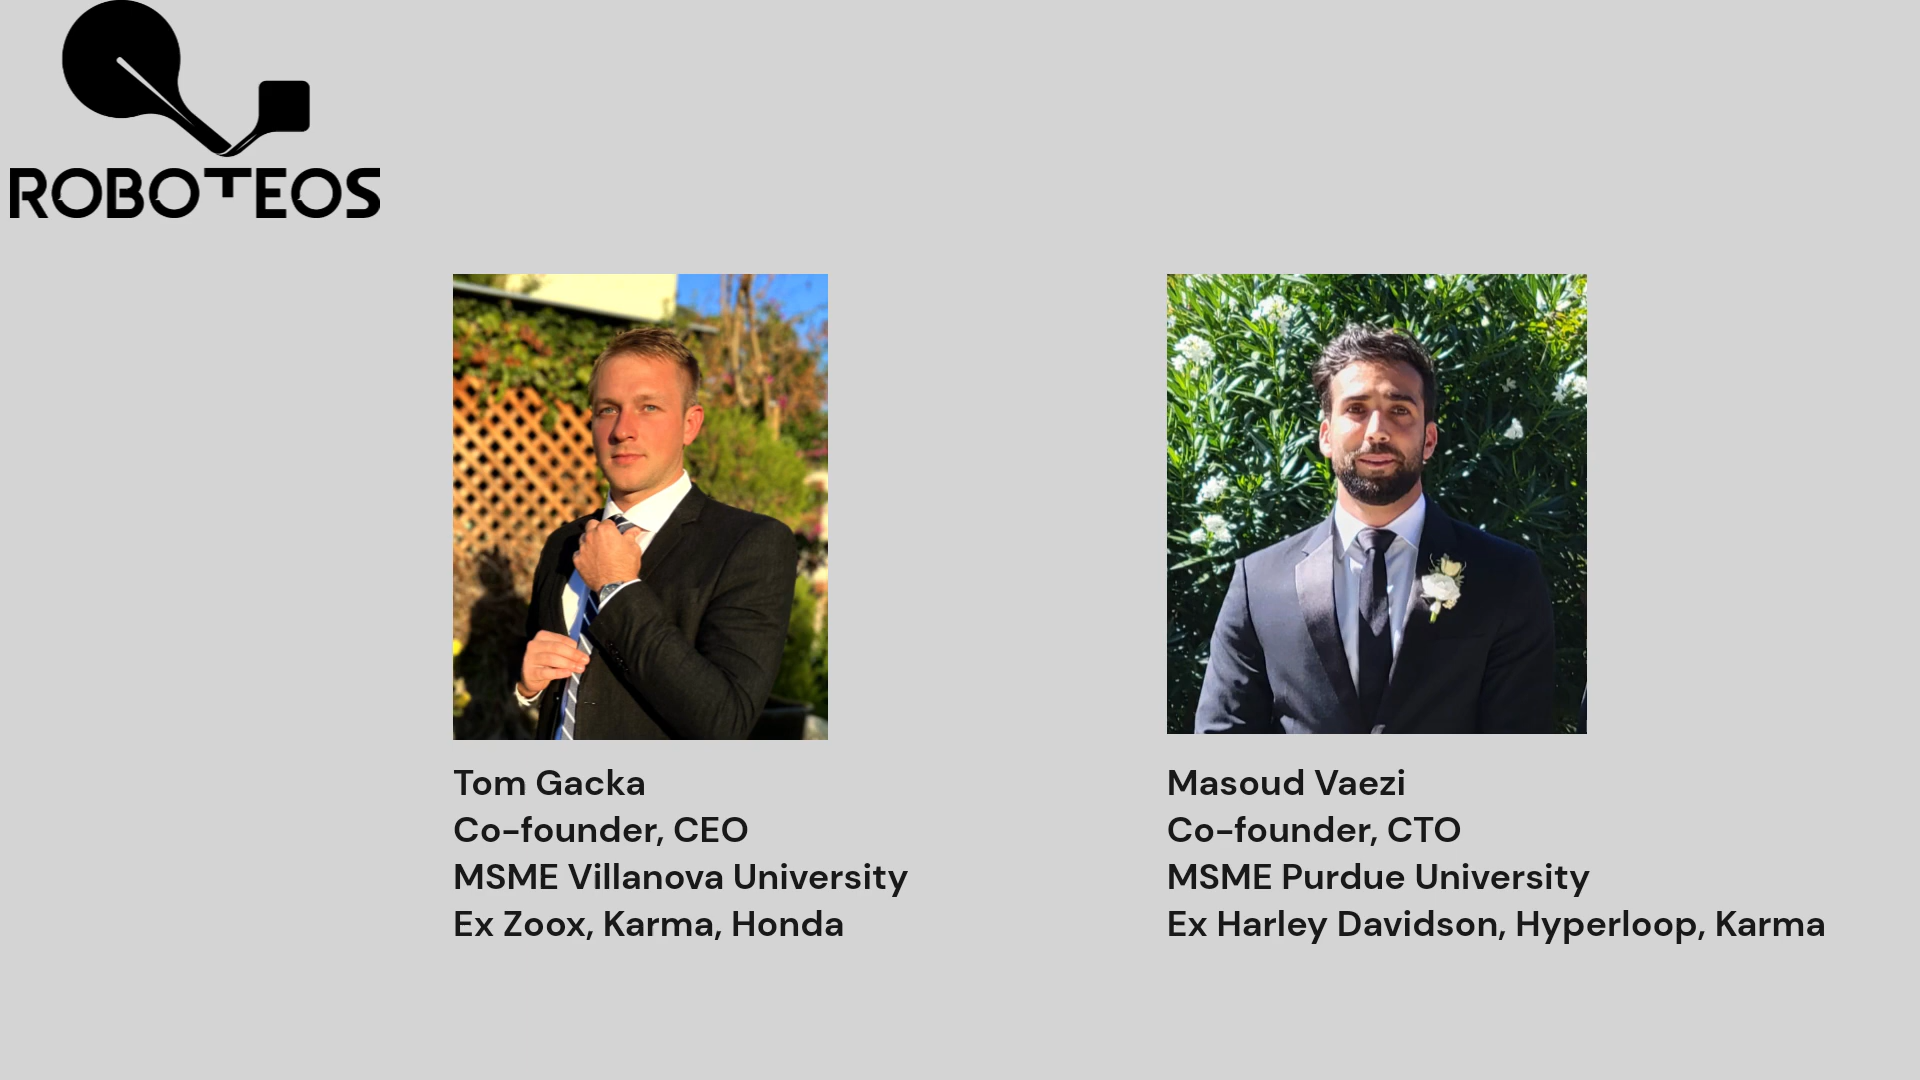 ROBOTEOS
Tom Gacka
Co-founder, CEO
MSME Villanova University
Ex Zoox, Karma, Honda
Masoud Vaezi
Co-founder, CTO
MSME Purdue University
Ex Harley Davidson, Hyperloop, Karma